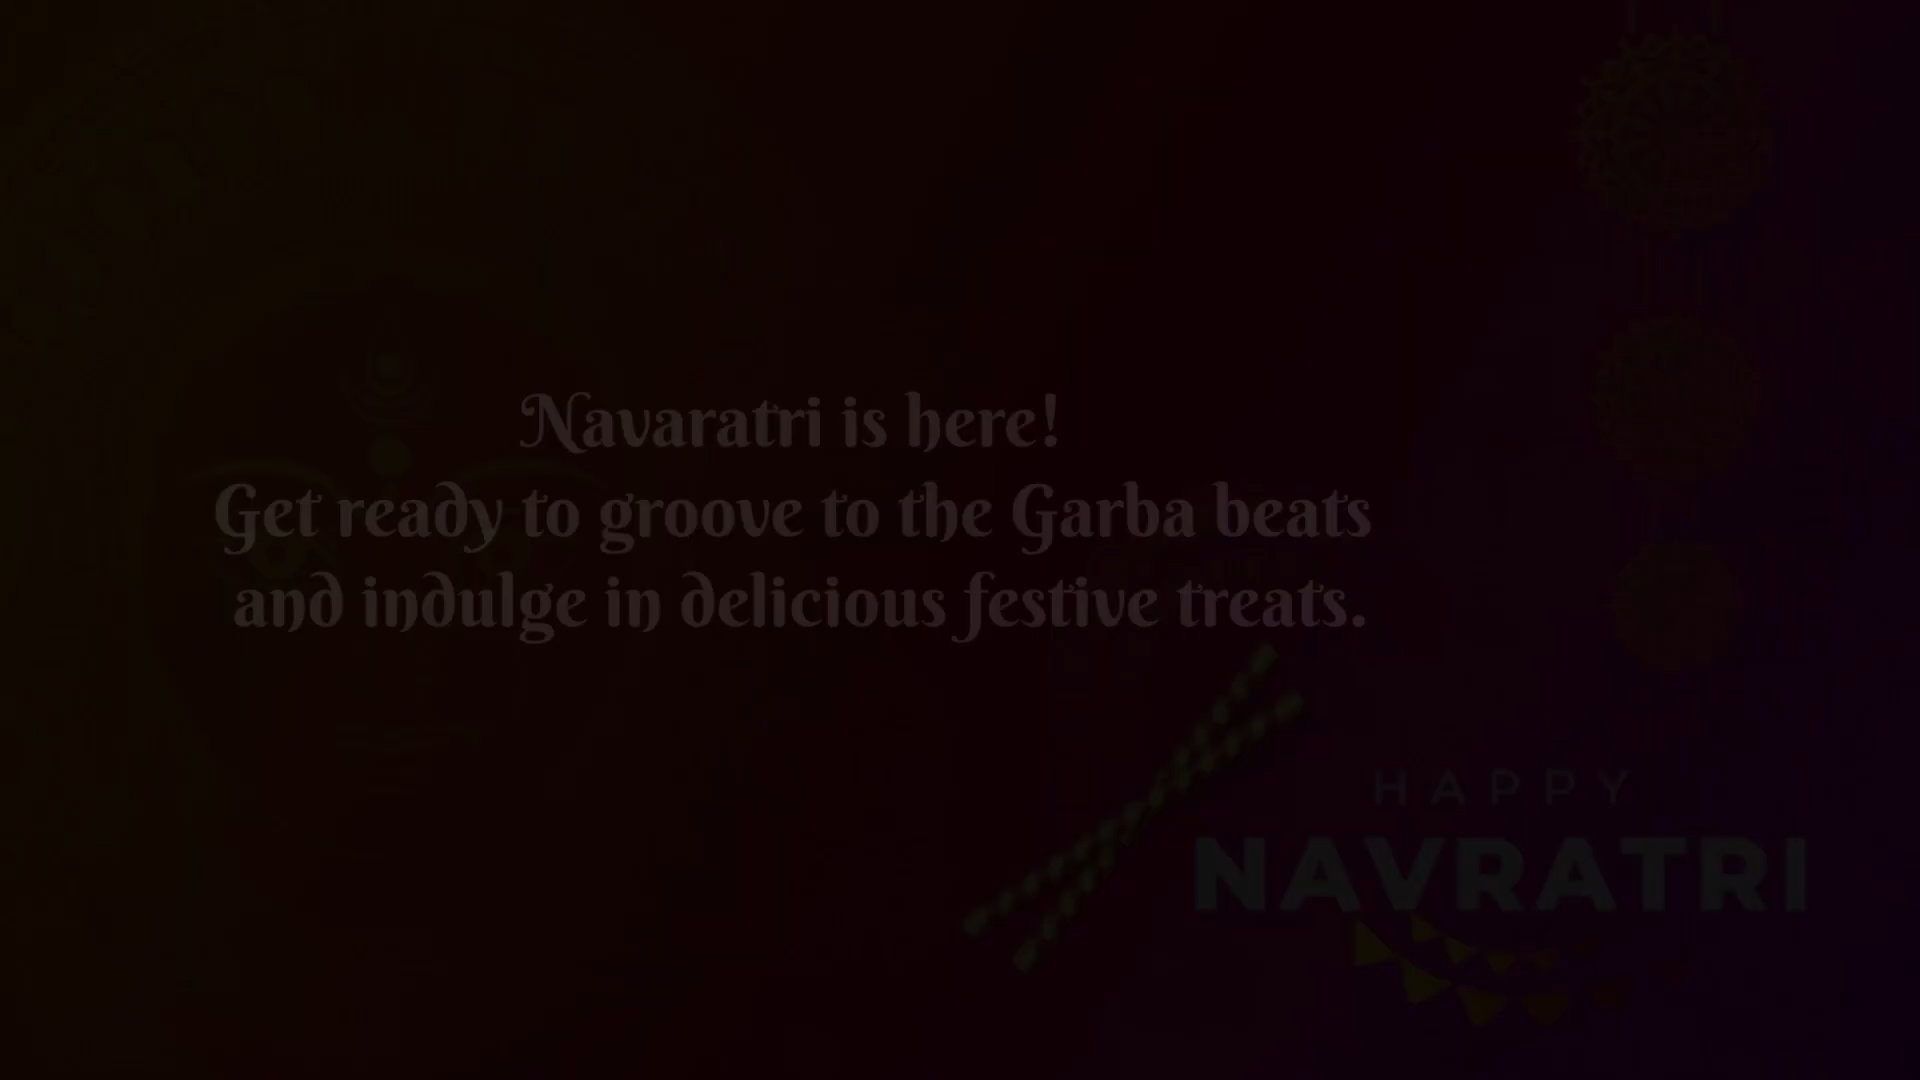 Navaratri is here!
Get ready to groove to the Garba beats
and indulge in delicious festive treats.
HAPPY
NAVRATRI